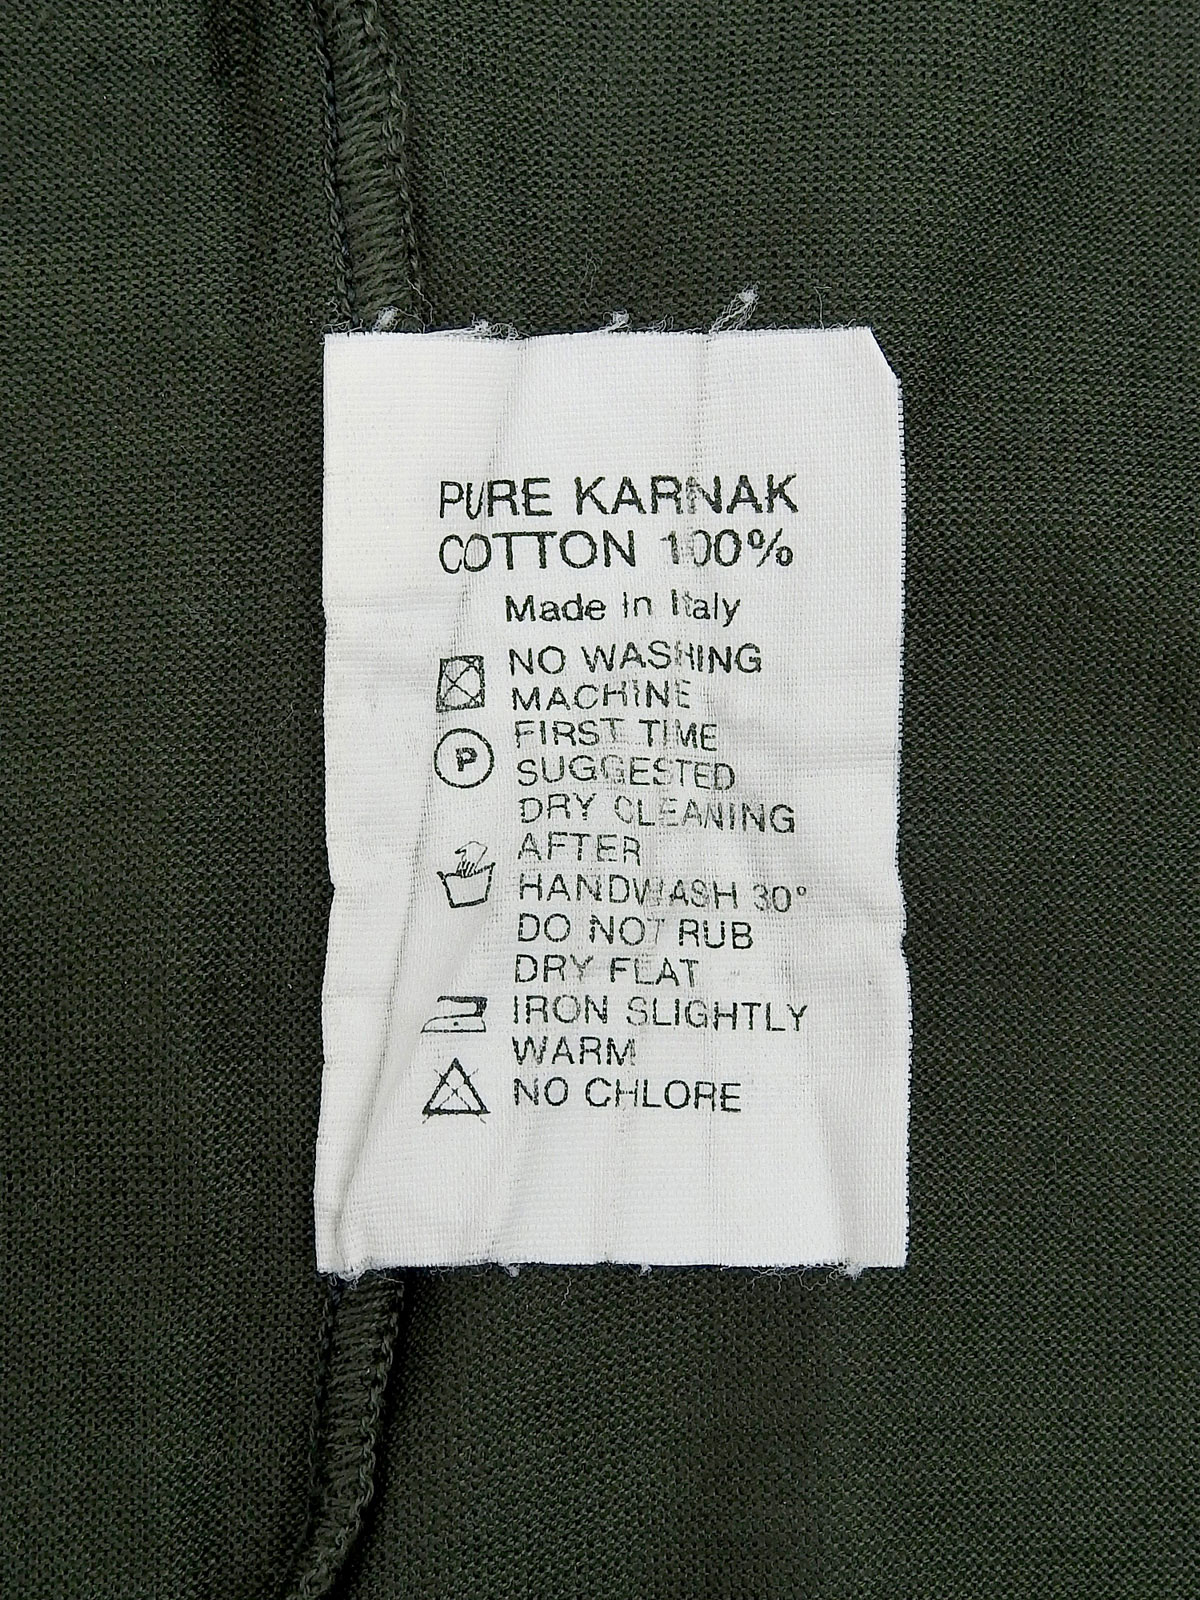 PURE KARNAK
COTTON 100%
Made in Italy
NO WASHING
MACHINE
P
FIRST TIME
SUGGESTED
DRY CLEANING
AFTER
HANDWASH 30°
DO NOT RUB
DRY FLAT
IRON SLIGHTLY
WARM
NO CHLORE